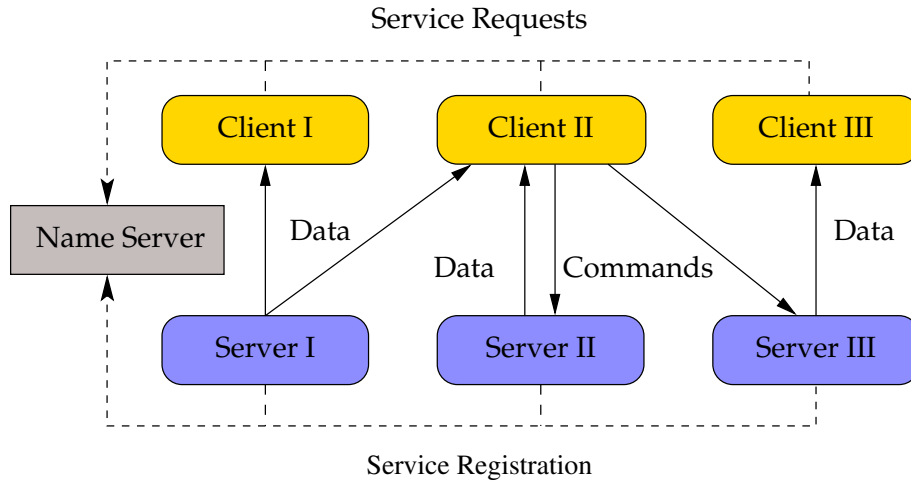 Service Requests
Client I
Client II
Client III
Name Server
Data
Data
Commands
Data
Server I
Server II
Server III
Service Registration